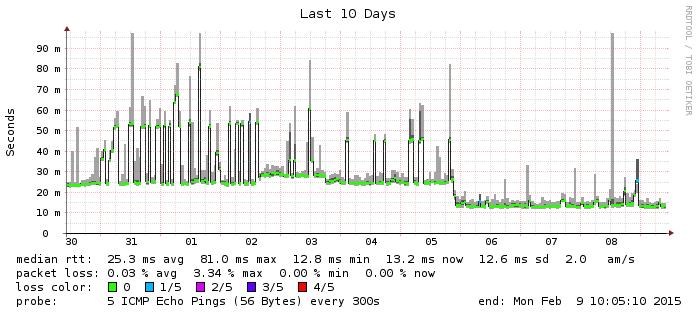 Last 10 Days
RRDTOOL / TOBI OETIKER
Seconds
90 m
80 m
70 m
60 m
50 m
40 m
30 m
20 m
10 m
0
30 31 01 02 03 04 05 06 07 08
median rtt: 25.3 ms avg 81.0 ms max 12.8 ms min 13.2 ms now 12.6 ms sd 2.0 am/s
packet loss: 0.03 % avg 3.34 % max 0.00 % min 0.00 % now
loss color: 0 1/5 2/5 3/5 4/5
probe: 5 ICMP Echo Pings (56 Bytes) every 300s end: Mon Feb 9 10:05:10 2015